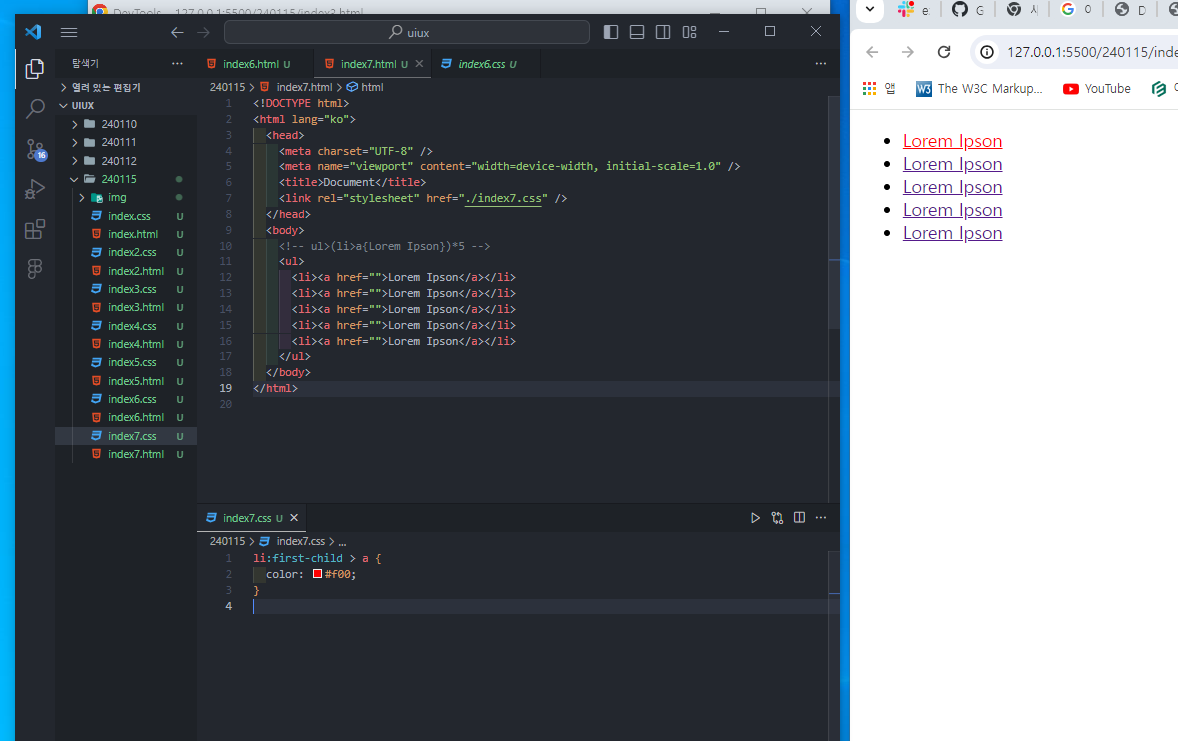 DevTools - 127.0.0.1:5500/240115/index3.html
uiux
탐색기 ...
열려 있는 편집기
UIUX
240110
240111
240112
240115
img
index.css U
index.html U
index2.css U
index2.html U
index3.css U
index3.html U
index4.css U
index4.html U
index5.css U
index5.html U
index6.css U
index6.html U
index7.css U
index7.html U
16
index6.html U
index7.html U
index6.css U
240115 > index7.html > html
1 <!DOCTYPE html>
2 <html lang="ko">
3 <head>
4 <meta charset="UTF-8" />
5 <meta name="viewport" content="width=device-width, initial-scale=1.0" />
6 <title>Document</title>
7 <link rel="stylesheet" href="./index7.css" />
8 </head>
9 <body>
10 <!-- ul>(li>a{Lorem Ipson})*5 -->
11 <ul>
12 <li><a href="">Lorem Ipson</a></li>
13 <li><a href="">Lorem Ipson</a></li>
14 <li><a href="">Lorem Ipson</a></li>
15 <li><a href="">Lorem Ipson</a></li>
16 <li><a href="">Lorem Ipson</a></li>
17 </ul>
18 </body>
19 </html>
20
index7.css U
240115 > index7.css > ...
1 li:first-child > a {
2 color: #f00;
3 }
4
e: G 시 G 0 D
127.0.0.1:5500/240115/inde
앱 W3 The W3C Markup... YouTube
Lorem Ipson
Lorem Ipson
Lorem Ipson
Lorem Ipson
Lorem Ipson